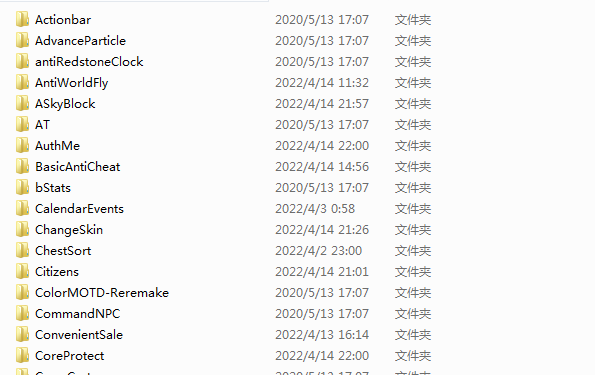 Actionbar 2020/5/13 17:07 文件夹
AdvanceParticle 2020/5/13 17:07 文件夹
antiRedstoneClock 2020/5/13 17:07 文件夹
AntiWorldFly 2022/4/14 11:32 文件夹
ASkyBlock 2022/4/14 21:57 文件夹
AT 2020/5/13 17:07 文件夹
AuthMe 2022/4/14 22:00 文件夹
BasicAntiCheat 2022/4/14 14:56 文件夹
bStats 2020/5/13 17:07 文件夹
CalendarEvents 2022/4/3 0:58 文件夹
ChangeSkin 2022/4/14 21:26 文件夹
ChestSort 2022/4/2 23:00 文件夹
Citizens 2022/4/14 21:01 文件夹
ColorMOTD-Reremake 2020/5/13 17:07 文件夹
CommandNPC 2020/5/13 17:07 文件夹
ConvenientSale 2022/4/13 16:14 文件夹
CoreProtect 2022/4/14 22:00 文件夹